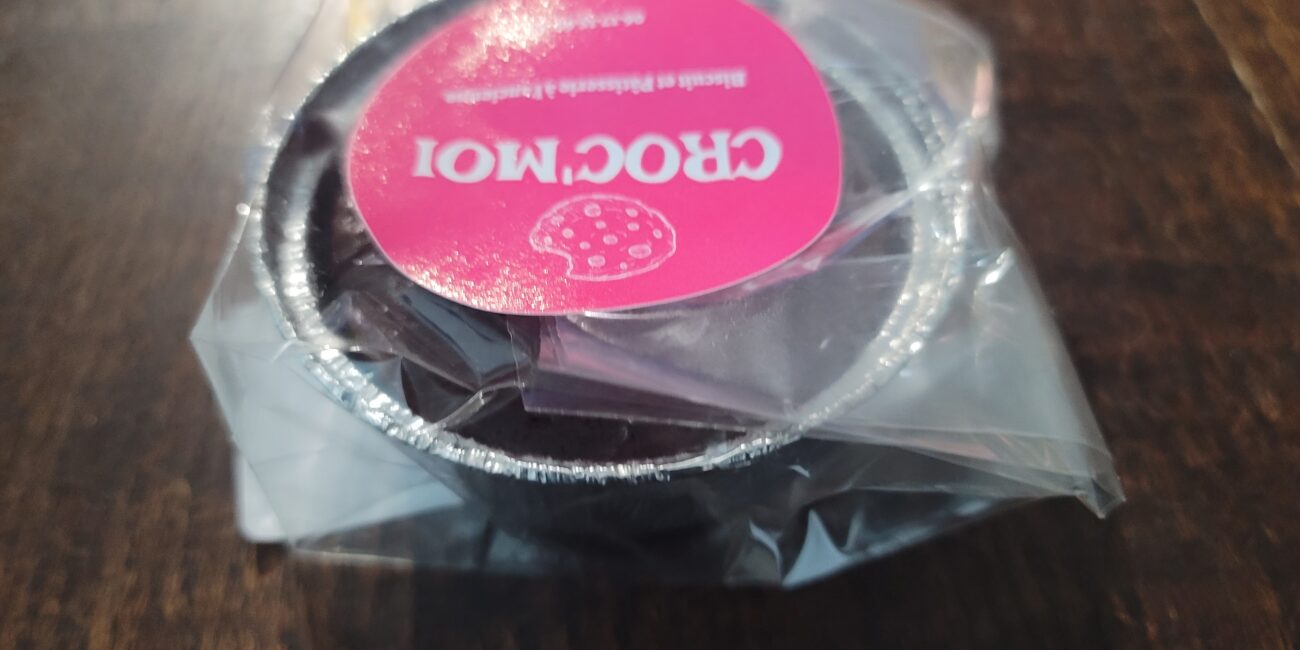 CROC'MOI
Biscuit et Pâtisserie à l'ancienne